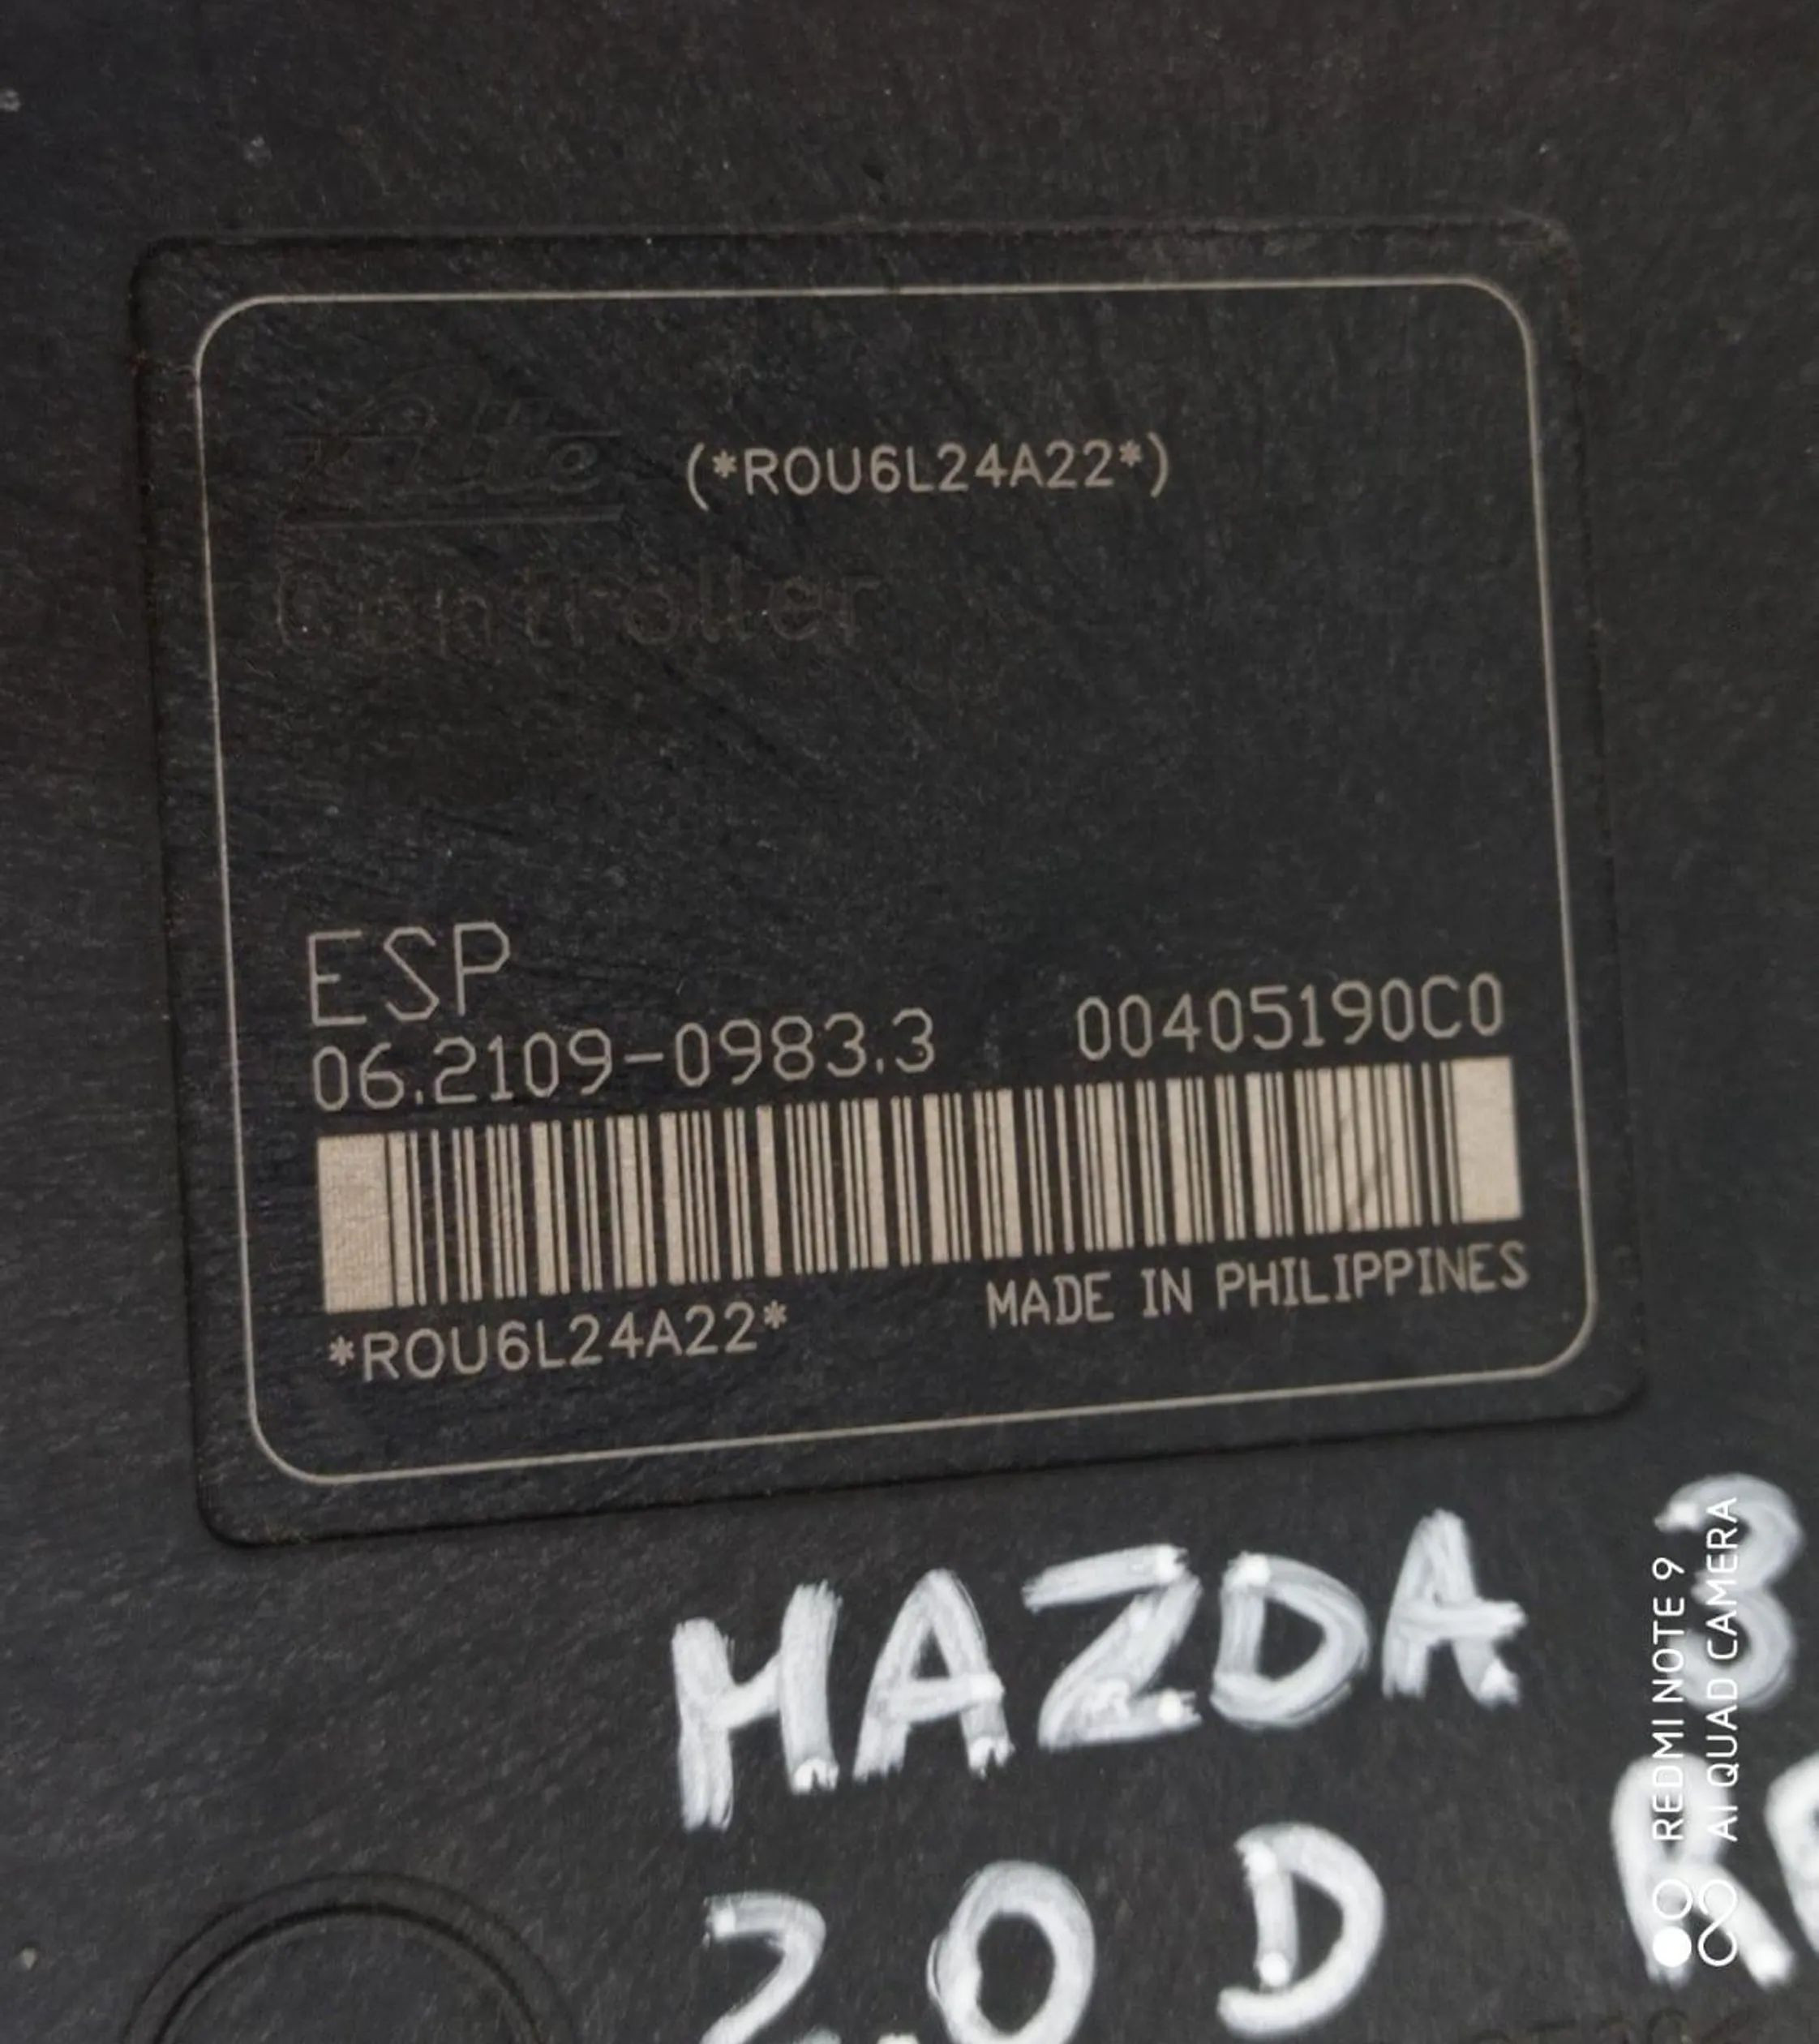 (*ROU6L24A22*)
Controller
ESP
06.2109-0983.3 00405190C0
*ROU6L24A22*
MADE IN PHILIPPINES
MAZDA 3
2.0 D
REDMI NOTE 9
AI QUAD CAMERA